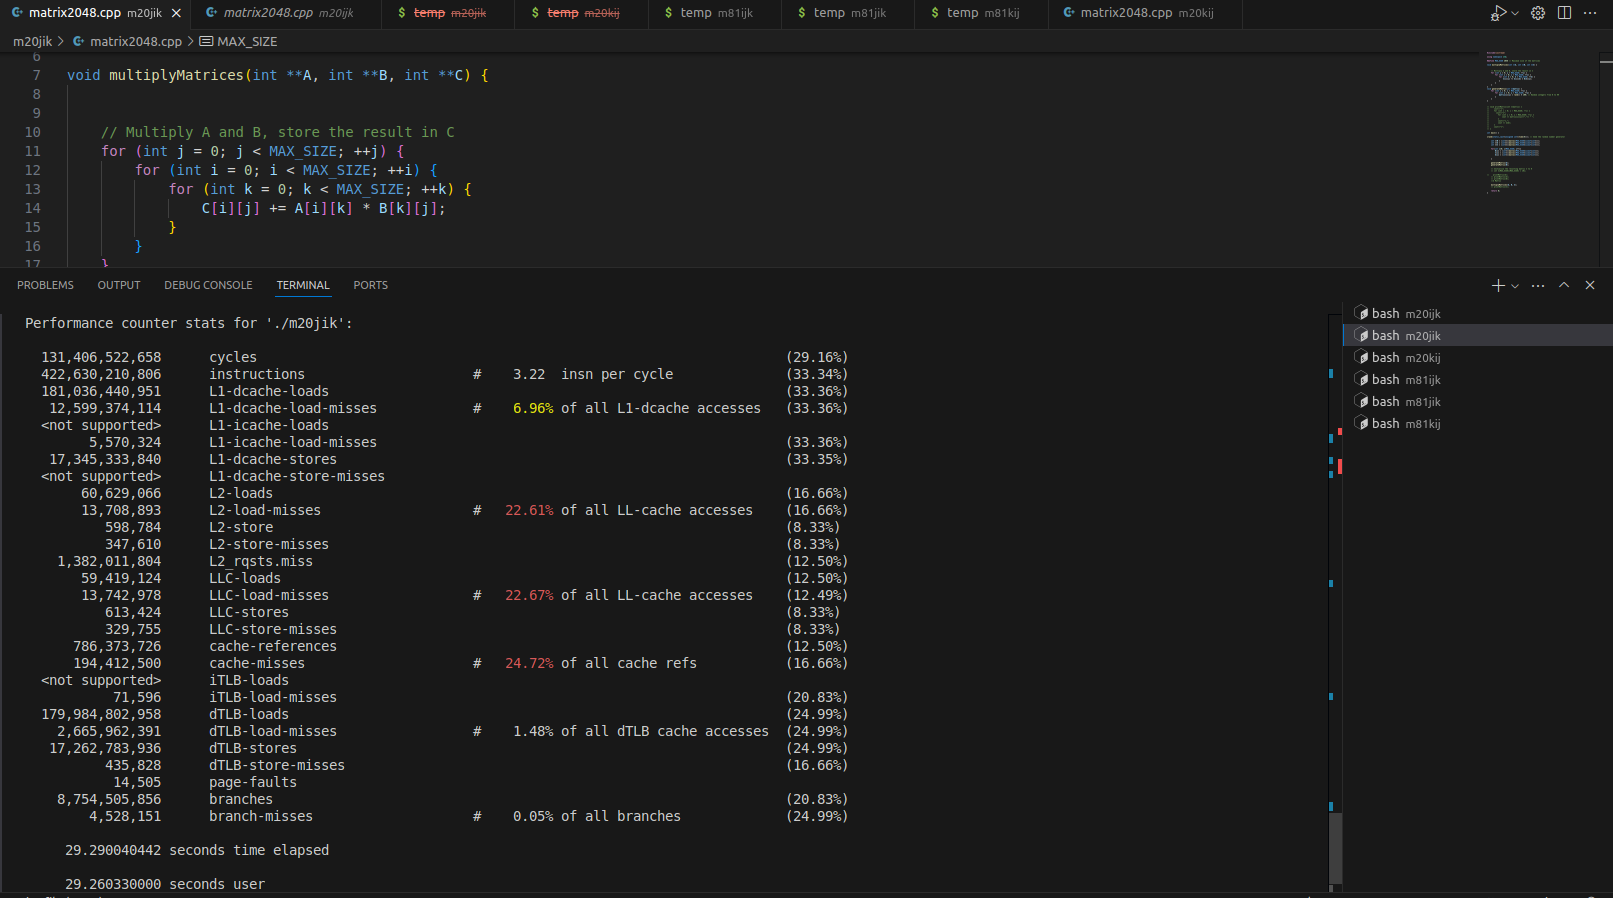 matrix2048.cpp m20jik
matrix2048.cpp m20ijk
$ temp m20jik
$ temp m20kij
$ temp m81ijk
$ temp m81jik
$ temp m81kij
matrix2048.cpp m20kij
m20jik > matrix2048.cpp > MAX_SIZE
6
7 void multiplyMatrices(int **A, int **B, int **C) {
8
9
10 // Multiply A and B, store the result in C
11 for (int j = 0; j < MAX_SIZE; ++j) {
12 for (int i = 0; i < MAX_SIZE; ++i) {
13 for (int k = 0; k < MAX_SIZE; ++k) {
14 C[i][j] += A[i][k] * B[k][j];
15 }
16 }
17 }
PROBLEMS OUTPUT DEBUG CONSOLE TERMINAL PORTS
Performance counter stats for './m20jik':
131,406,522,658 cycles (29.16%)
422,630,210,806 instructions # 3.22 insn per cycle (33.34%)
181,036,440,951 L1-dcache-loads (33.36%)
12,599,374,114 L1-dcache-load-misses # 6.96% of all L1-dcache accesses (33.36%)
<not supported> L1-icache-loads
5,570,324 L1-icache-load-misses (33.36%)
17,345,333,840 L1-dcache-stores (33.35%)
<not supported> L1-dcache-store-misses
60,629,066 L2-loads (16.66%)
13,708,893 L2-load-misses # 22.61% of all LL-cache accesses (16.66%)
598,784 L2-store (8.33%)
347,610 L2-store-misses (8.33%)
1,382,011,804 L2_rqsts.miss (12.50%)
59,419,124 LLC-loads (12.50%)
13,742,978 LLC-load-misses # 22.67% of all LL-cache accesses (12.49%)
613,424 LLC-stores (8.33%)
329,755 LLC-store-misses (8.33%)
786,373,726 cache-references (12.50%)
194,412,500 cache-misses # 24.72% of all cache refs (16.66%)
<not supported> iTLB-loads
71,596 iTLB-load-misses (20.83%)
179,984,802,958 dTLB-loads (24.99%)
2,665,962,391 dTLB-load-misses # 1.48% of all dTLB cache accesses (24.99%)
17,262,783,936 dTLB-stores (24.99%)
435,828 dTLB-store-misses (16.66%)
14,505 page-faults
8,754,505,856 branches (20.83%)
4,528,151 branch-misses # 0.05% of all branches (24.99%)
29.290040442 seconds time elapsed
29.260330000 seconds user
bash m20ijk
bash m20jik
bash m20kij
bash m81ijk
bash m81jik
bash m81kij